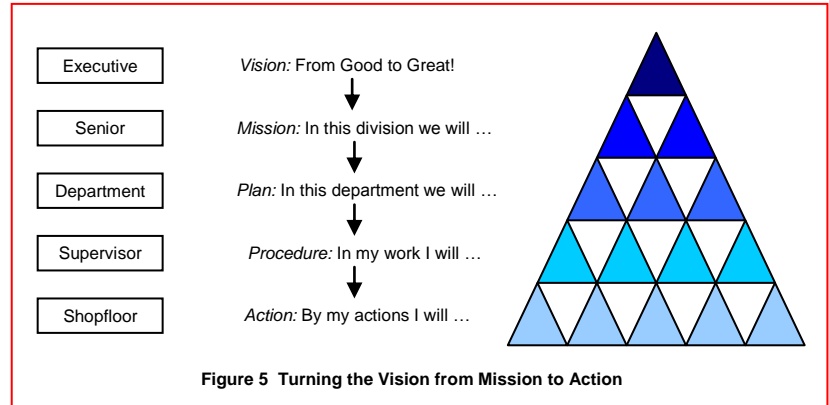 Executive
Vision: From Good to Great!
Senior
Mission: In this division we will …
Department
Plan: In this department we will …
Supervisor
Procedure: In my work I will …
Shopfloor
Action: By my actions I will …
Figure 5  Turning the Vision from Mission to Action